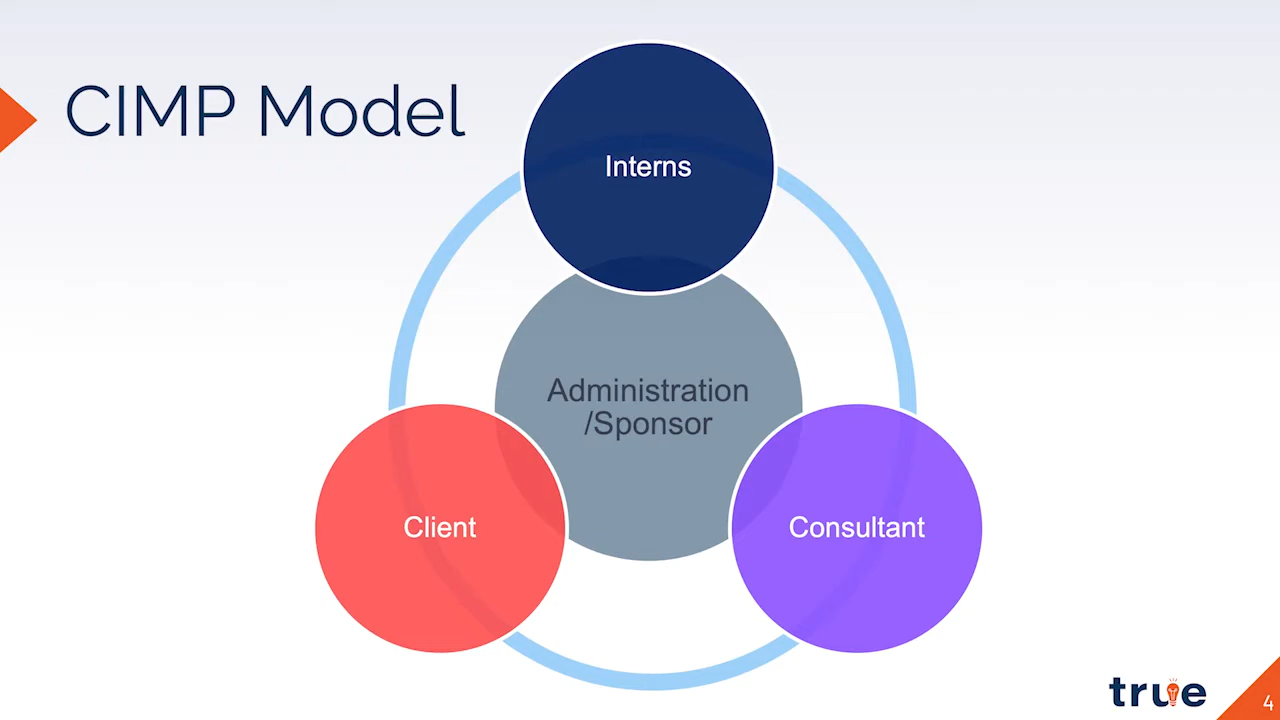 CIMP Model
Interns
Administration
/Sponsor
Client
Consultant
true
4